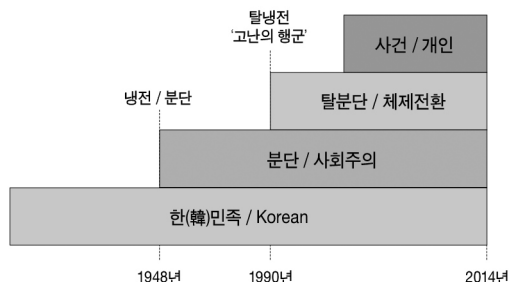 탈냉전
‘고난의 행군’
사건 / 개인
냉전 / 분단
탈분단 / 체제전환
분단 / 사회주의
한(韓)민족 / Korean
1948년
1990년
2014년